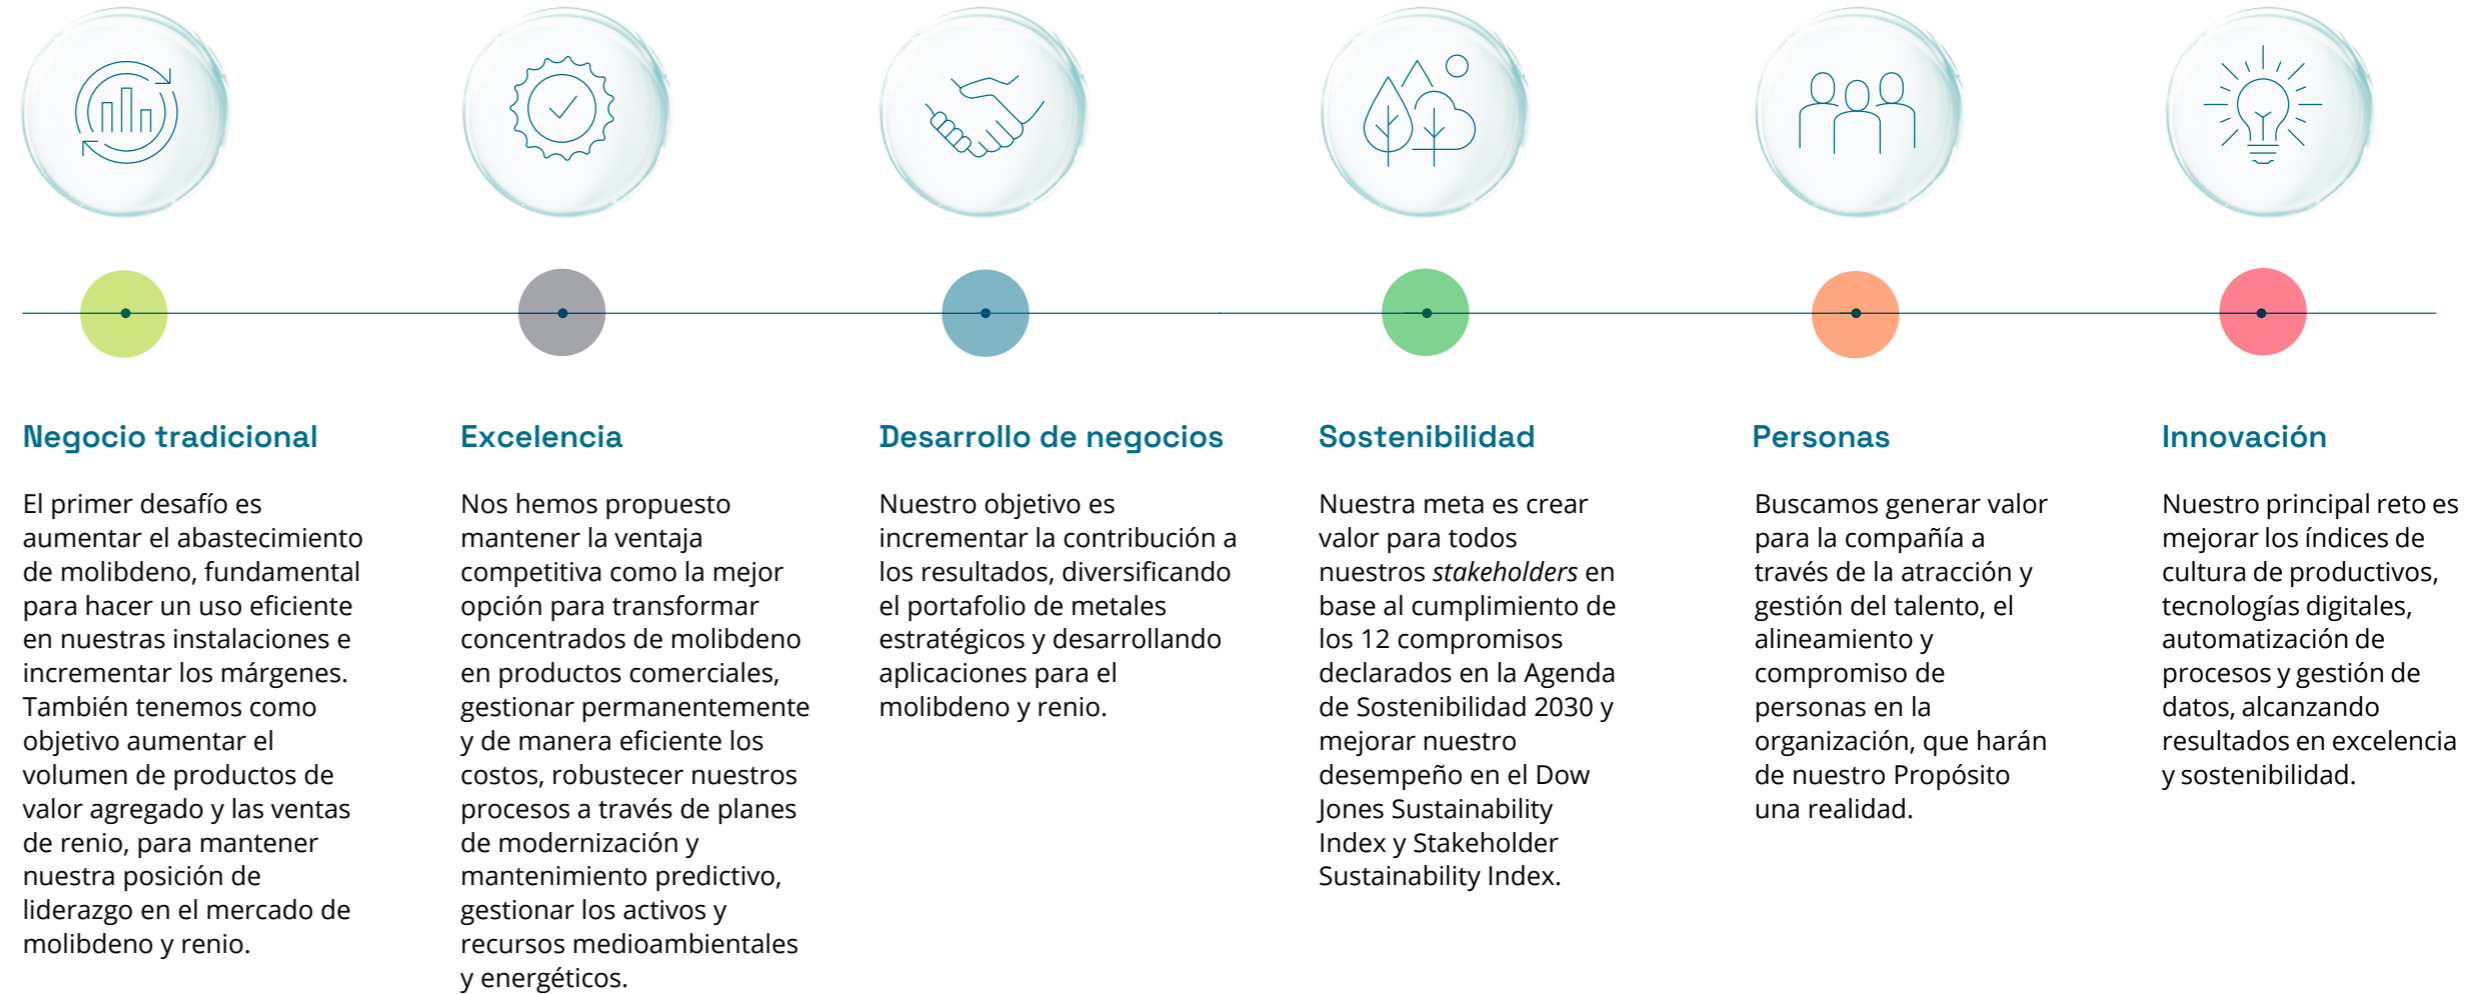 Negocio tradicional
El primer desafío es
aumentar el abastecimiento
de molibdeno, fundamental
para hacer un uso eficiente
en nuestras instalaciones e
incrementar los márgenes.
También tenemos como
objetivo aumentar el
volumen de productos de
valor agregado y las ventas
de renio, para mantener
nuestra posición de
liderazgo en el mercado de
molibdeno y renio.
Excelencia
Nos hemos propuesto
mantener la ventaja
competitiva como la mejor
opción para transformar
concentrados de molibdeno
en productos comerciales,
gestionar permanentemente
y de manera eficiente los
costos, robustecer nuestros
procesos a través de planes
de modernización y
mantenimiento predictivo,
gestionar los activos y
recursos medioambientales
y energéticos.
Desarrollo de negocios
Nuestro objetivo es
incrementar la contribución a
los resultados, diversificando
el portafolio de metales
estratégicos y desarrollando
aplicaciones para el
molibdeno y renio.
Sostenibilidad
Nuestra meta es crear
valor para todos
nuestros stakeholders en
base al cumplimiento de
los 12 compromisos
declarados en la Agenda
de Sostenibilidad 2030 y
mejorar nuestro
desempeño en el Dow
Jones Sustainability
Index y Stakeholder
Sustainability Index.
Personas
Buscamos generar valor
para la compañía a
través de la atracción y
gestión del talento, el
alineamiento y
compromiso de
personas en la
organización, que harán
de nuestro Propósito
una realidad.
Innovación
Nuestro principal reto es
mejorar los índices de
cultura de productivos,
tecnologías digitales,
automatización de
procesos y gestión de
datos, alcanzando
resultados en excelencia
y sostenibilidad.